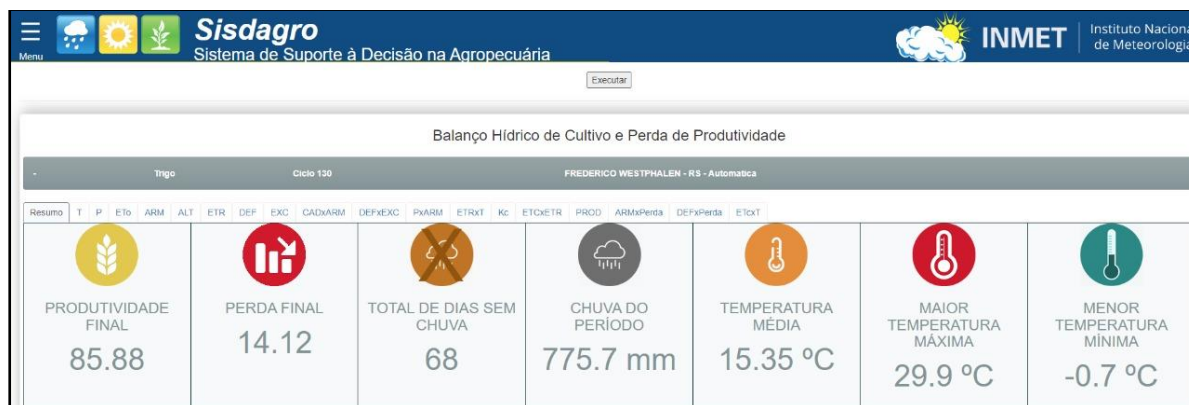 Menu
Sisdagro
Sistema de Suporte à Decisão na Agropecuária
INMET
Instituto Naciona
de Meteorologia
Executar
Balanço Hídrico de Cultivo e Perda de Produtividade
- Trigo Ciclo 130 FREDERICO WESTPHALEN - RS - Automatica
Resumo T P ETo ARM ALT ETR DEF EXC CADxARM DEFxEXC PxARM ETRxT Kc ETCxETR PROD ARMxPerda DEFxPerda ETcxT
PRODUTIVIDADE
FINAL
85.88
PERDA FINAL
14.12
TOTAL DE DIAS SEM
CHUVA
68
CHUVA DO
PERÍODO
775.7 mm
TEMPERATURA
MÉDIA
15.35 ºC
MAIOR
TEMPERATURA
MÁXIMA
29.9 ºC
MENOR
TEMPERATURA
MÍNIMA
-0.7 ºC